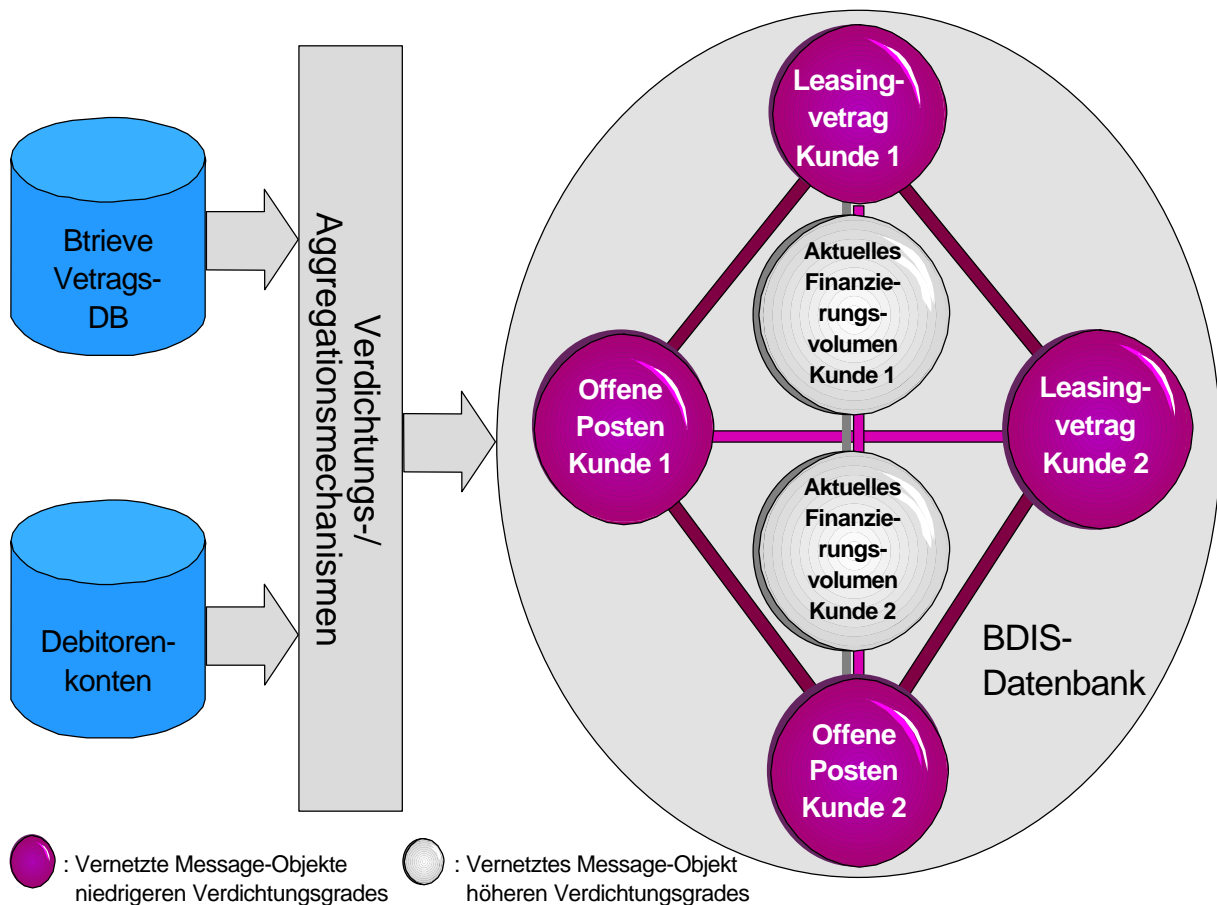 Btrieve
Vetrags-
DB
Debitoren-
konten
Verdichtungs-/
Aggregationsmechanismen
Leasing-
vetrag
Kunde 1
Aktuelles
Finanzie-
rungs-
volumen
Kunde 1
Offene
Posten
Kunde 1
Leasing-
vetrag
Kunde 2
Aktuelles
Finanzie-
rungs-
volumen
Kunde 2
BDIS-
Datenbank
Offene
Posten
Kunde 2
: Vernetzte Message-Objekte
niedrigeren Verdichtungsgrades
: Vernetztes Message-Objekt
höheren Verdichtungsgrades